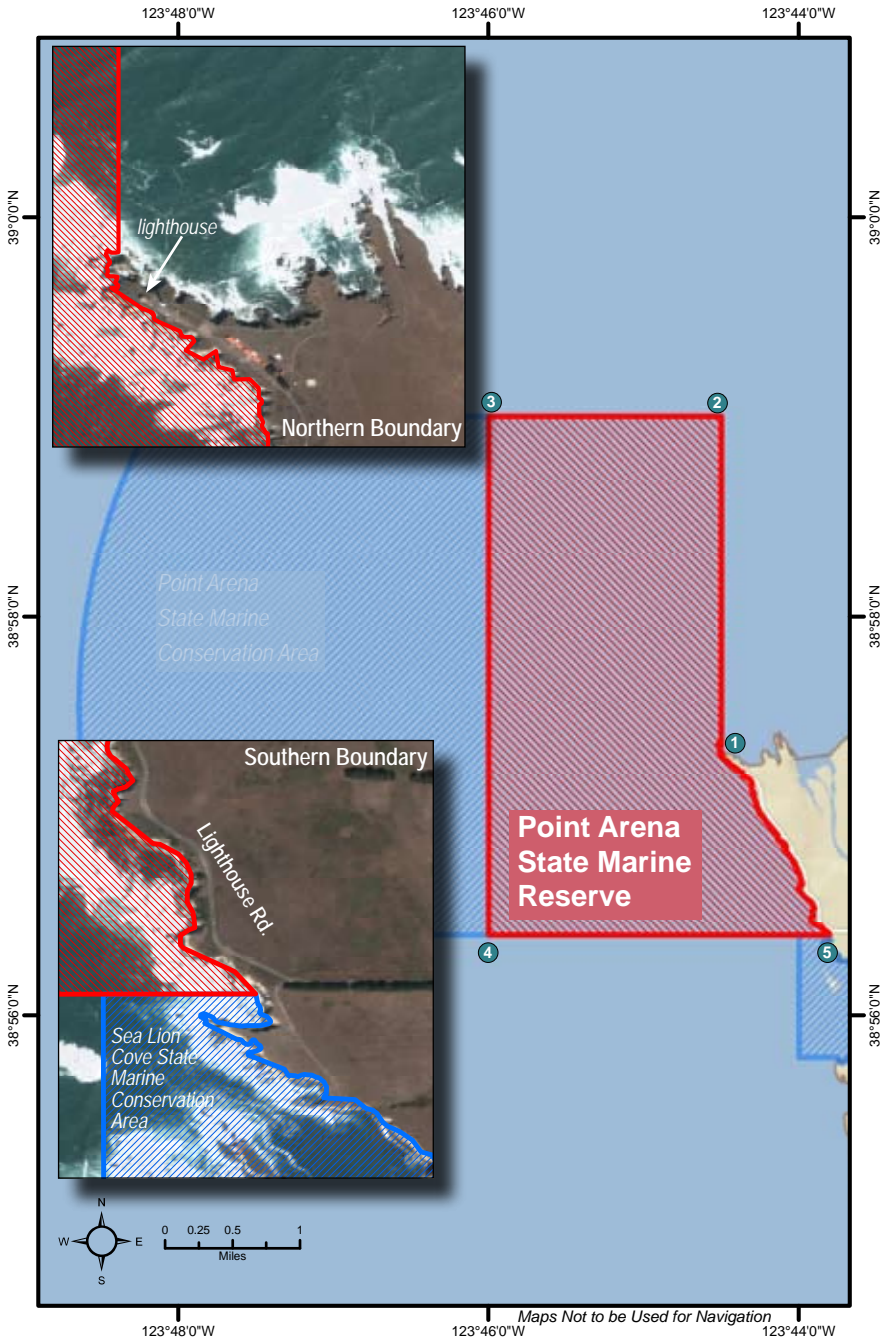 123°48'0"W
123°46'0"W
123°44'0"W
39°0'0"N
39°0'0"N
lighthouse
Northern Boundary
3
2
Point Arena
State Marine
Conservation Area
38°58'0"N
38°58'0"N
1
Southern Boundary
Lighthouse Rd.
Point Arena
State Marine
Reserve
4
5
38°56'0"N
38°56'0"N
Sea Lion
Cove State
Marine
Conservation
Area
N
W
E
S
0 0.25 0.5 1
Miles
Maps Not to be Used for Navigation
123°48'0"W
123°46'0"W
123°44'0"W